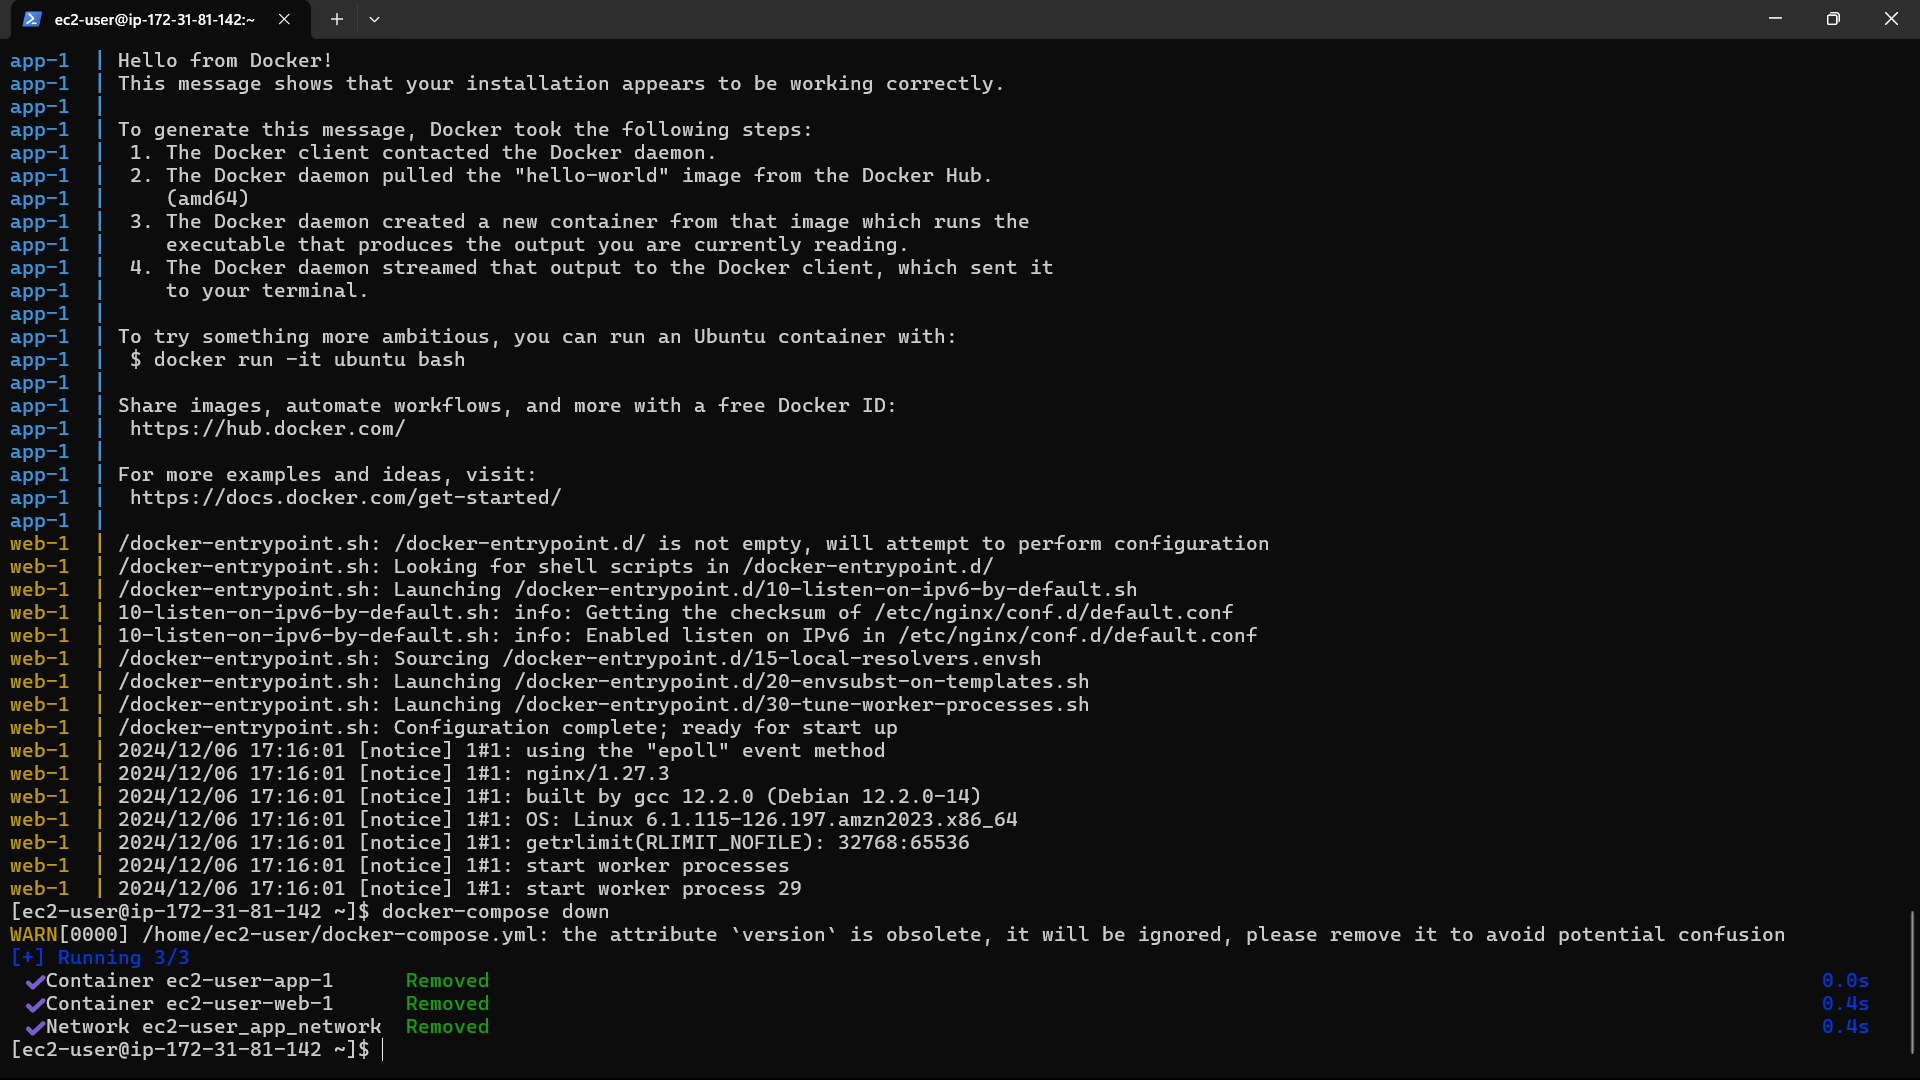 ec2-user@ip-172-31-81-142:~
app-1  | Hello from Docker!
app-1  | This message shows that your installation appears to be working correctly.
app-1  |
app-1  | To generate this message, Docker took the following steps:
app-1  |  1. The Docker client contacted the Docker daemon.
app-1  |  2. The Docker daemon pulled the "hello-world" image from the Docker Hub.
app-1  |     (amd64)
app-1  |  3. The Docker daemon created a new container from that image which runs the
app-1  |     executable that produces the output you are currently reading.
app-1  |  4. The Docker daemon streamed that output to the Docker client, which sent it
app-1  |     to your terminal.
app-1  |
app-1  | To try something more ambitious, you can run an Ubuntu container with:
app-1  |  $ docker run -it ubuntu bash
app-1  |
app-1  | Share images, automate workflows, and more with a free Docker ID:
app-1  |  https://hub.docker.com/
app-1  |
app-1  | For more examples and ideas, visit:
app-1  |  https://docs.docker.com/get-started/
app-1  |
web-1  | /docker-entrypoint.sh: /docker-entrypoint.d/ is not empty, will attempt to perform configuration
web-1  | /docker-entrypoint.sh: Looking for shell scripts in /docker-entrypoint.d/
web-1  | /docker-entrypoint.sh: Launching /docker-entrypoint.d/10-listen-on-ipv6-by-default.sh
web-1  | 10-listen-on-ipv6-by-default.sh: info: Getting the checksum of /etc/nginx/conf.d/default.conf
web-1  | 10-listen-on-ipv6-by-default.sh: info: Enabled listen on IPv6 in /etc/nginx/conf.d/default.conf
web-1  | /docker-entrypoint.sh: Sourcing /docker-entrypoint.d/15-local-resolvers.envsh
web-1  | /docker-entrypoint.sh: Launching /docker-entrypoint.d/20-envsubst-on-templates.sh
web-1  | /docker-entrypoint.sh: Launching /docker-entrypoint.d/30-tune-worker-processes.sh
web-1  | /docker-entrypoint.sh: Configuration complete; ready for start up
web-1  | 2024/12/06 17:16:01 [notice] 1#1: using the "epoll" event method
web-1  | 2024/12/06 17:16:01 [notice] 1#1: nginx/1.27.3
web-1  | 2024/12/06 17:16:01 [notice] 1#1: built by gcc 12.2.0 (Debian 12.2.0-14)
web-1  | 2024/12/06 17:16:01 [notice] 1#1: OS: Linux 6.1.115-126.197.amzn2023.x86_64
web-1  | 2024/12/06 17:16:01 [notice] 1#1: getrlimit(RLIMIT_NOFILE): 32768:65536
web-1  | 2024/12/06 17:16:01 [notice] 1#1: start worker processes
web-1  | 2024/12/06 17:16:01 [notice] 1#1: start worker process 29
[ec2-user@ip-172-31-81-142 ~]$ docker-compose down
WARN[0000] /home/ec2-user/docker-compose.yml: the attribute `version` is obsolete, it will be ignored, please remove it to avoid potential confusion
[+] Running 3/3
✔Container ec2-user-app-1      Removed 0.0s
✔Container ec2-user-web-1      Removed 0.4s
✔Network ec2-user_app_network  Removed 0.4s
[ec2-user@ip-172-31-81-142 ~]$